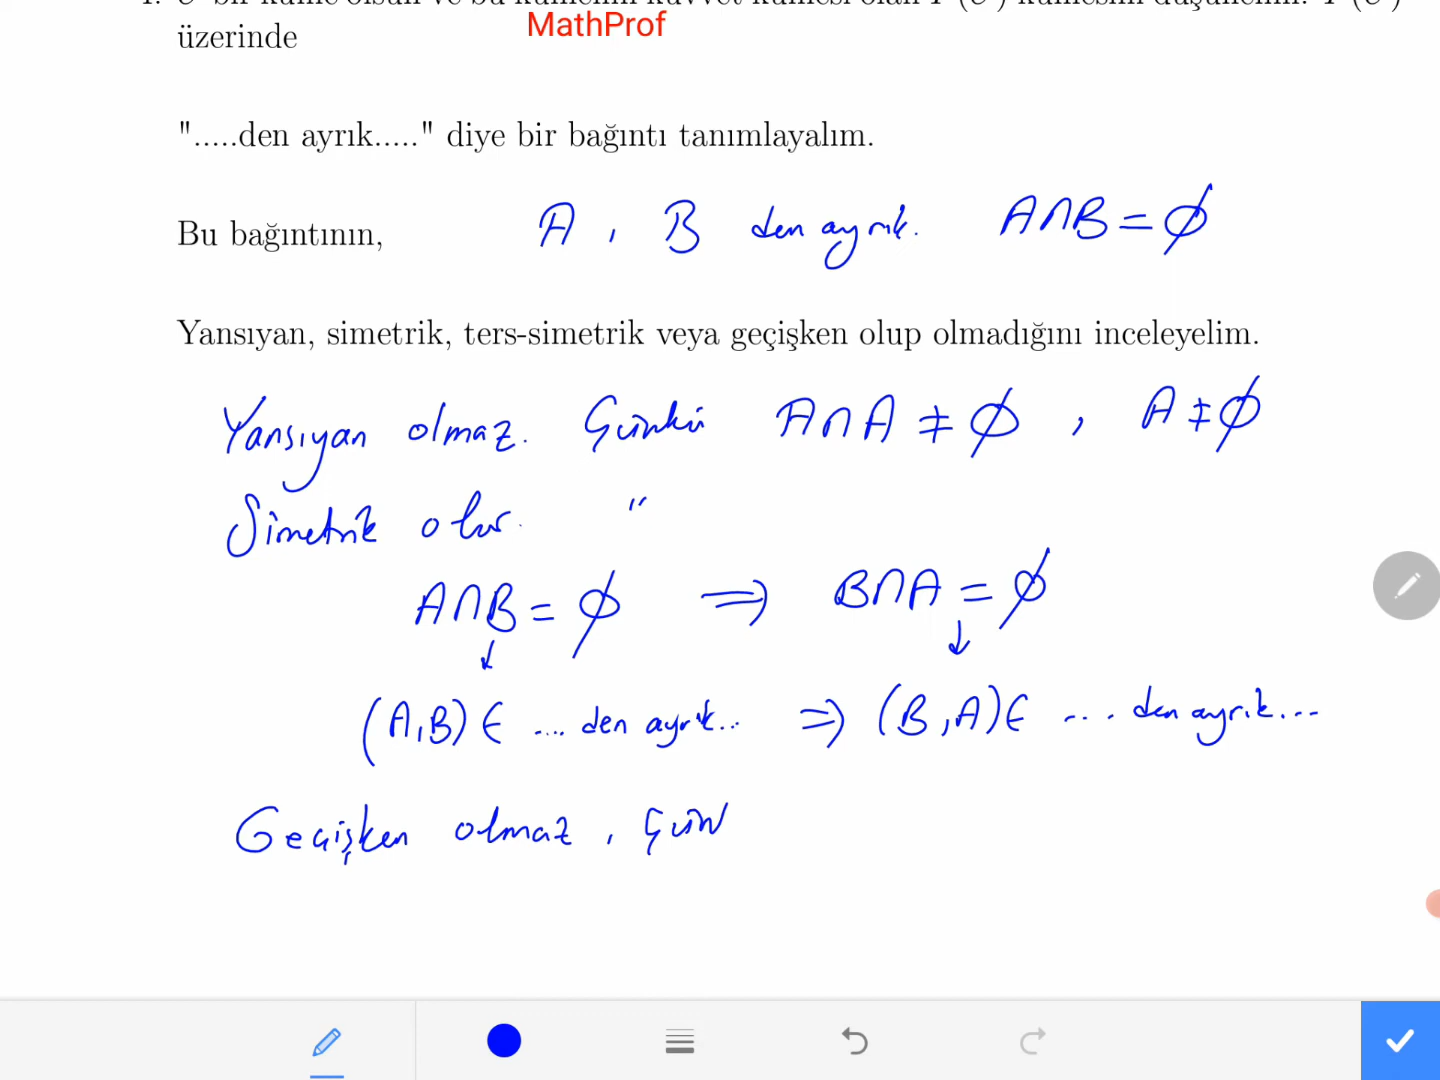 MathProf
üzerinde
".....den ayrık....." diye bir bağıntı tanımlayalım.
Bu bağıntının, A, B den ayrık. A∩B=∅
Yansıyan, simetrik, ters-simetrik veya geçişken olup olmadığını inceleyelim.
Yansıyan olmaz. Çünkü A∩A≠∅, A≠∅
Simetrik olur. "
A∩B=∅ ⇒ B∩A=∅
↓ ↓
(A,B)∈ .... den ayrık.. ⇒ (B,A)∈ .... den ayrık...
Geçişken olmaz, Çün